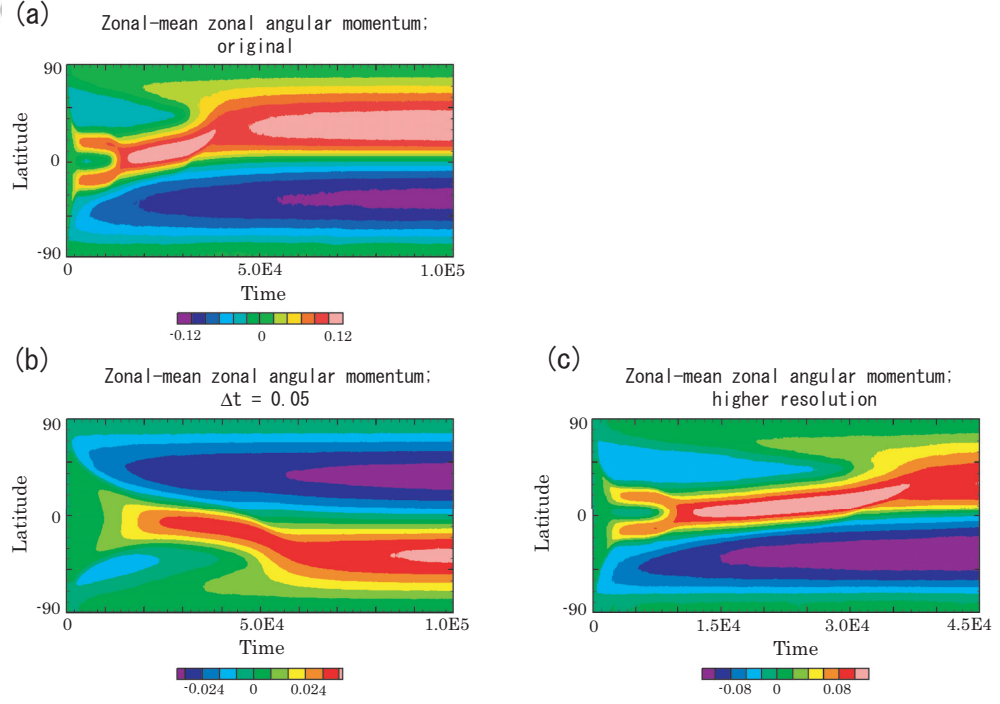 (a)
Zonal-mean zonal angular momentum;
original
90
0
-90
Latitude
0 5.0E4 1.0E5
Time
-0.12 0 0.12
(b)
Zonal-mean zonal angular momentum;
Δt = 0.05
90
0
-90
Latitude
0 5.0E4 1.0E5
Time
-0.024 0 0.024
(c)
Zonal-mean zonal angular momentum;
higher resolution
90
0
-90
Latitude
0 1.5E4 3.0E4 4.5E4
Time
-0.08 0 0.08